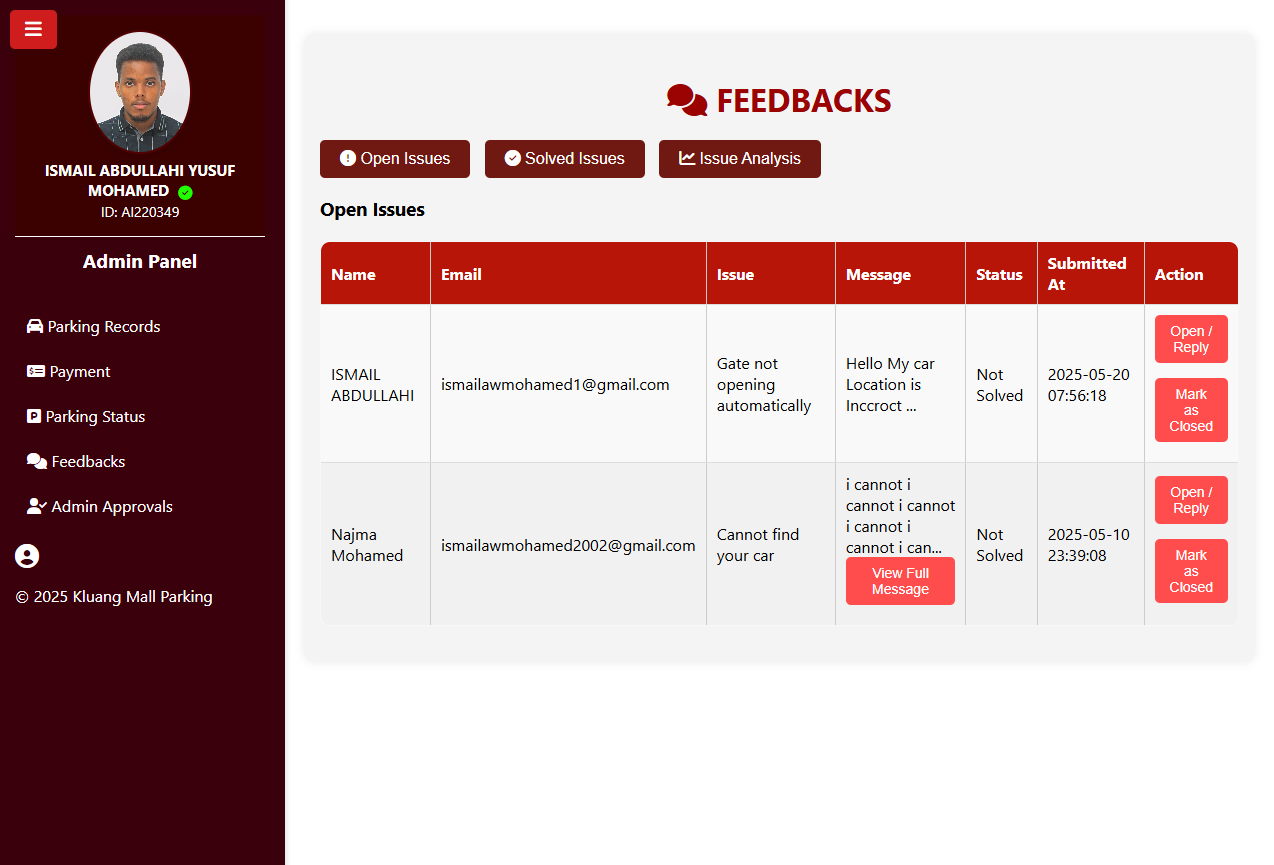 ISMAIL ABDULLAHI YUSUF
MOHAMED
ID: AI220349
Admin Panel
Parking Records
Payment
Parking Status
Feedbacks
Admin Approvals
© 2025 Kluang Mall Parking
FEEDBACKS
Open Issues
Solved Issues
Issue Analysis
Open Issues
Name
Email
Issue
Message
Status
Submitted
At
Action
ISMAIL
ABDULLAHI
ismailawmohamed1@gmail.com
Gate not
opening
automatically
Hello My car
Location is
Inccroct ...
Not
Solved
2025-05-20
07:56:18
Open /
Reply
Mark
as
Closed
Najma
Mohamed
ismailawmohamed2002@gmail.com
Cannot find
your car
i cannot i
cannot i cannot
i cannot i
cannot i can...
View Full
Message
Not
Solved
2025-05-10
23:39:08
Open /
Reply
Mark
as
Closed